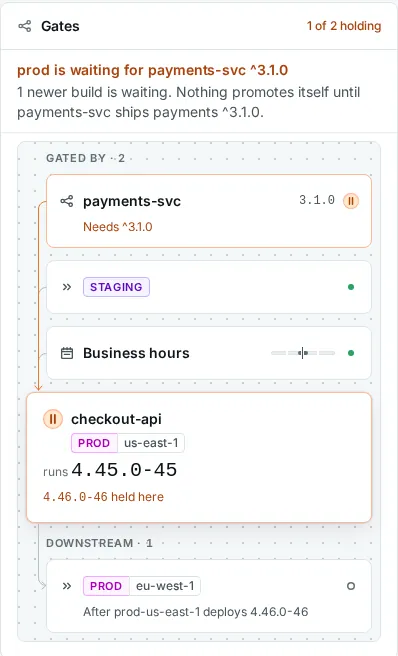 Gates 1 of 2 holding
prod is waiting for payments-svc ^3.1.0
1 newer build is waiting. Nothing promotes itself until
payments-svc ships payments ^3.1.0.
GATED BY · 2
payments-svc 3.1.0
Needs ^3.1.0
STAGING
Business hours
checkout-api
PROD us-east-1
runs 4.45.0-45
4.46.0-46 held here
DOWNSTREAM · 1
PROD eu-west-1
After prod-us-east-1 deploys 4.46.0-46